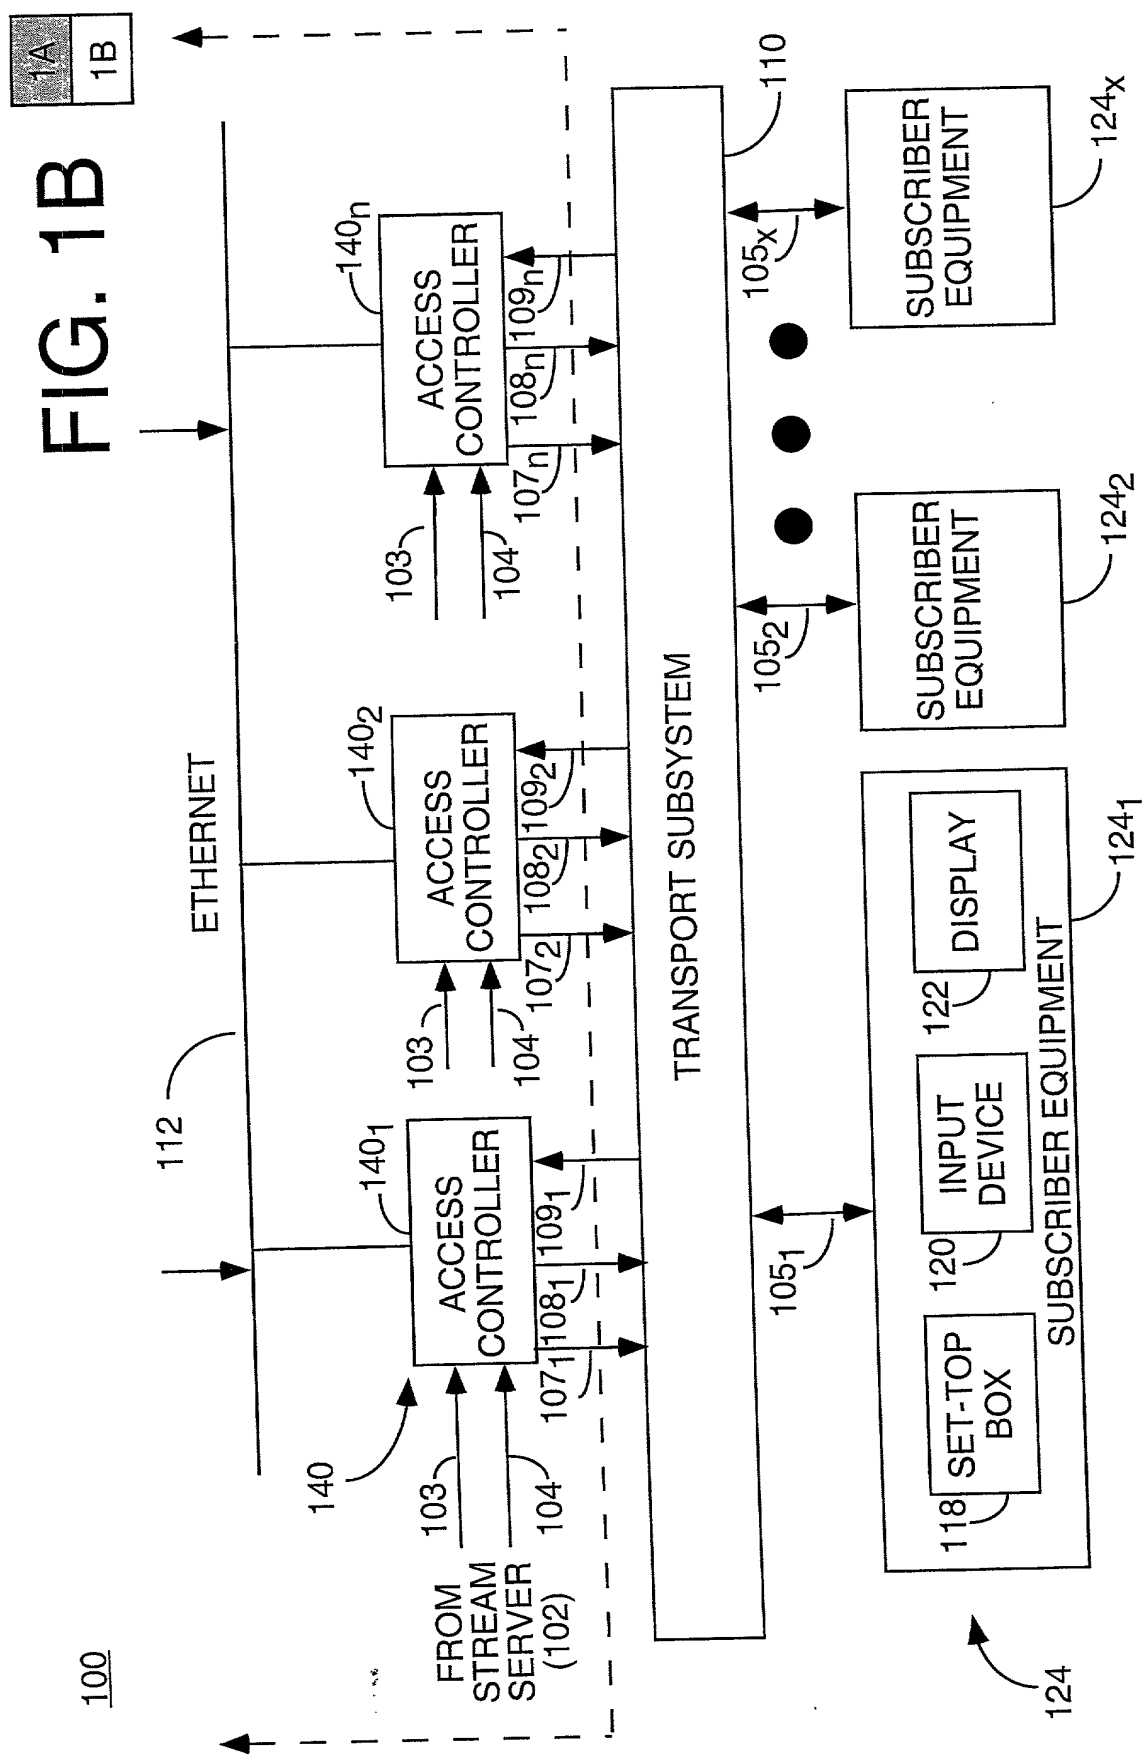 100
FIG. 1B
1A
1B
ETHERNET
112
140
140₁
140₂
140ₙ
ACCESS
CONTROLLER
ACCESS
CONTROLLER
ACCESS
CONTROLLER
103
104
103
104
103
104
FROM
STREAM
SERVER
(102)
107₁
108₁
109₁
107₂
108₂
109₂
107ₙ
108ₙ
109ₙ
TRANSPORT SUBSYSTEM
110
105₁
105₂
105ₓ
118
SET-TOP
BOX
120
INPUT
DEVICE
122
DISPLAY
SUBSCRIBER EQUIPMENT
124₁
SUBSCRIBER
EQUIPMENT
124₂
SUBSCRIBER
EQUIPMENT
124ₓ
124